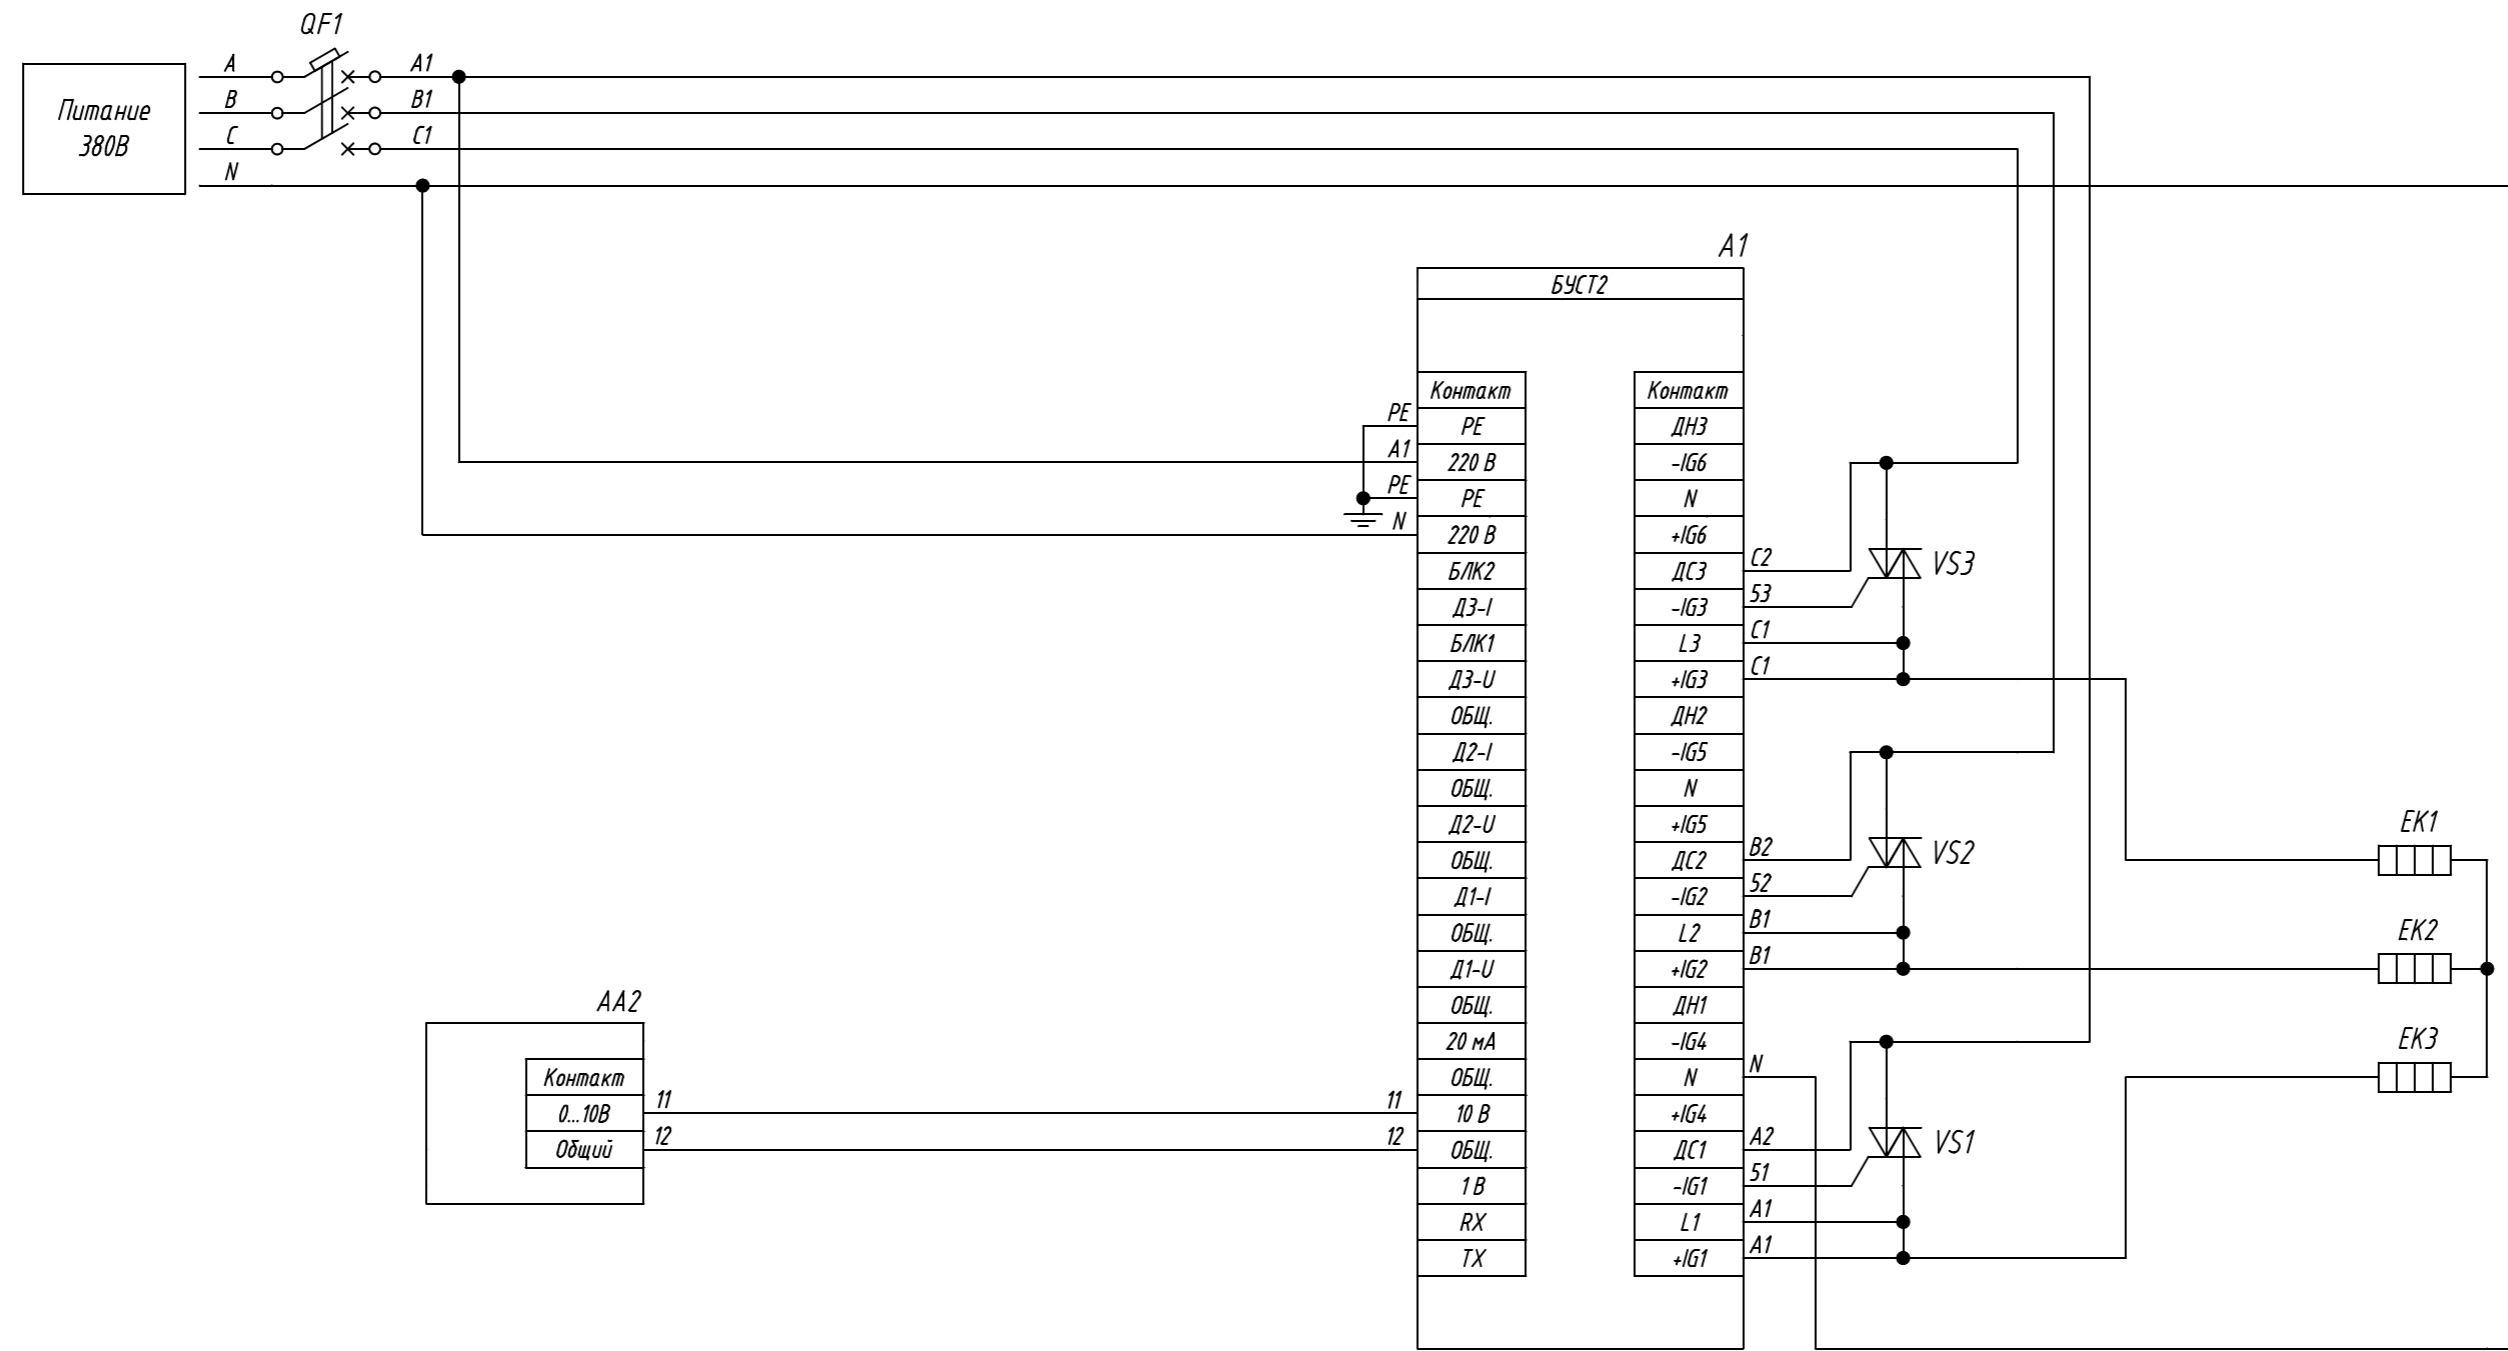 QF1
Питание
380В
A
A1
B
B1
C
C1
N
A1
БУСТ2
Контакт
PE
PE
A1
220 В
PE
PE
N
220 В
БЛК2
Д3-I
БЛК1
Д3-U
ОБЩ.
Д2-I
ОБЩ.
Д2-U
ОБЩ.
Д1-I
ОБЩ.
Д1-U
ОБЩ.
20 мА
ОБЩ.
11
10 В
12
ОБЩ.
1 В
RX
TX
Контакт
ДН3
-IG6
N
+IG6
ДС3
C2
-IG3
53
L3
C1
+IG3
C1
ДН2
-IG5
N
+IG5
ДС2
B2
-IG2
52
L2
B1
+IG2
B1
ДН1
-IG4
N
N
+IG4
ДС1
A2
-IG1
51
L1
A1
+IG1
A1
VS3
VS2
VS1
EK1
EK2
EK3
AA2
Контакт
0...10В
11
Общий
12